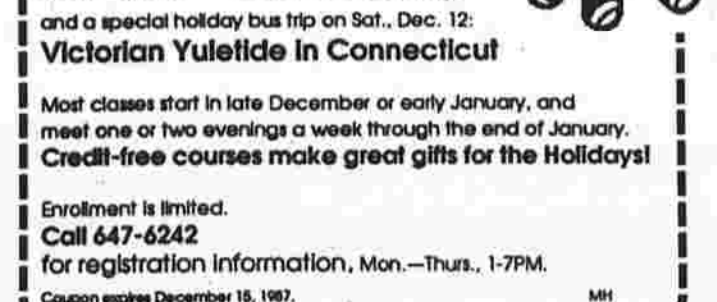 and a special holiday bus trip on Sat., Dec. 12:
Victorian Yuletide in Connecticut
Most classes start in late December or early January, and
meet one or two evenings a week through the end of January.
Credit-free courses make great gifts for the Holidays!
Enrollment is limited.
Call 647-6242
for registration information, Mon.—Thurs., 1-7PM.
Coupon expires December 15, 1987.
MH